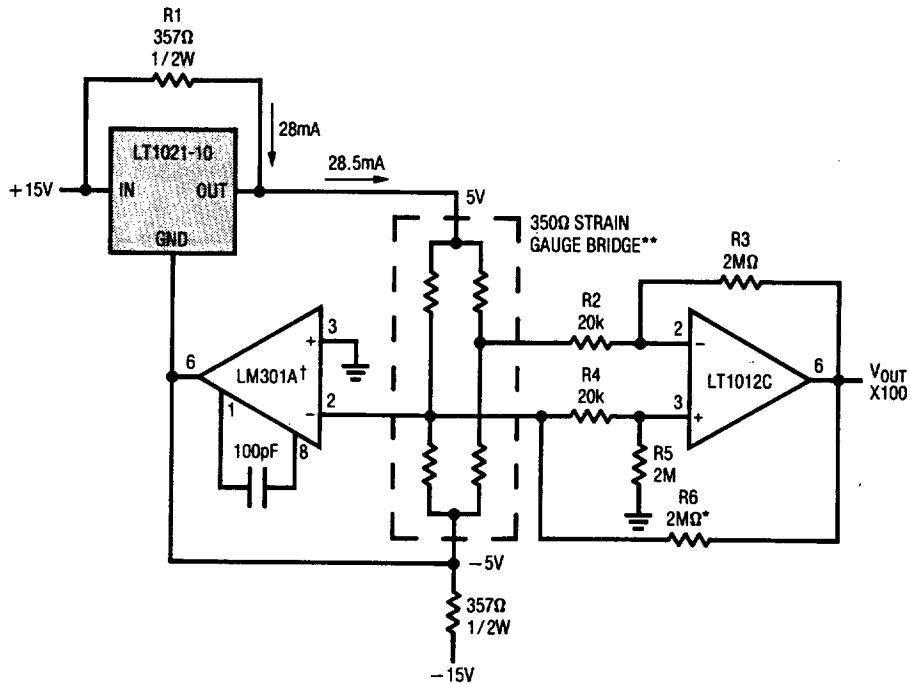 R1
357Ω
1/2W
28mA
LT1021-10
28.5mA
+15V
IN
OUT
GND
5V
350Ω STRAIN
GAUGE BRIDGE**
R3
2MΩ
R2
20k
6
3
+
LM301A†
2
−
1
8
100pF
2
−
LT1012C
6
VOUT
X100
R4
20k
3
+
R5
2M
R6
2MΩ*
−5V
357Ω
1/2W
−15V